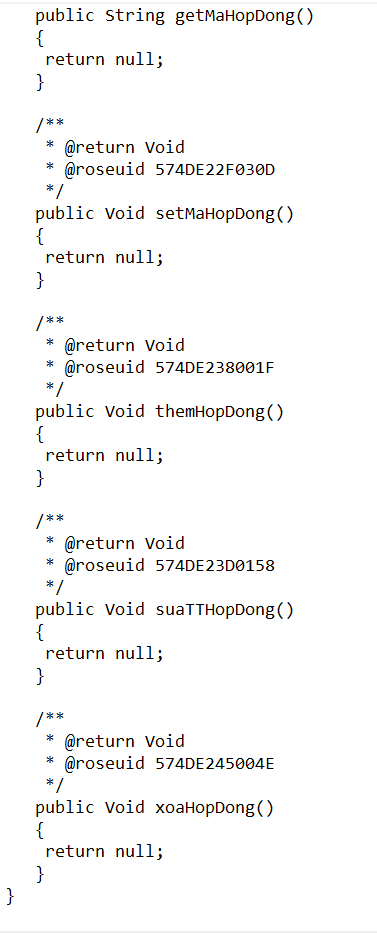 public String getMaHopDong()
{
return null;
}
/**
* @return Void
* @roseuid 574DE22F030D
*/
public Void setMaHopDong()
{
return null;
}
/**
* @return Void
* @roseuid 574DE238001F
*/
public Void themHopDong()
{
return null;
}
/**
* @return Void
* @roseuid 574DE23D0158
*/
public Void suaTTHopDong()
{
return null;
}
/**
* @return Void
* @roseuid 574DE245004E
*/
public Void xoaHopDong()
{
return null;
}
}